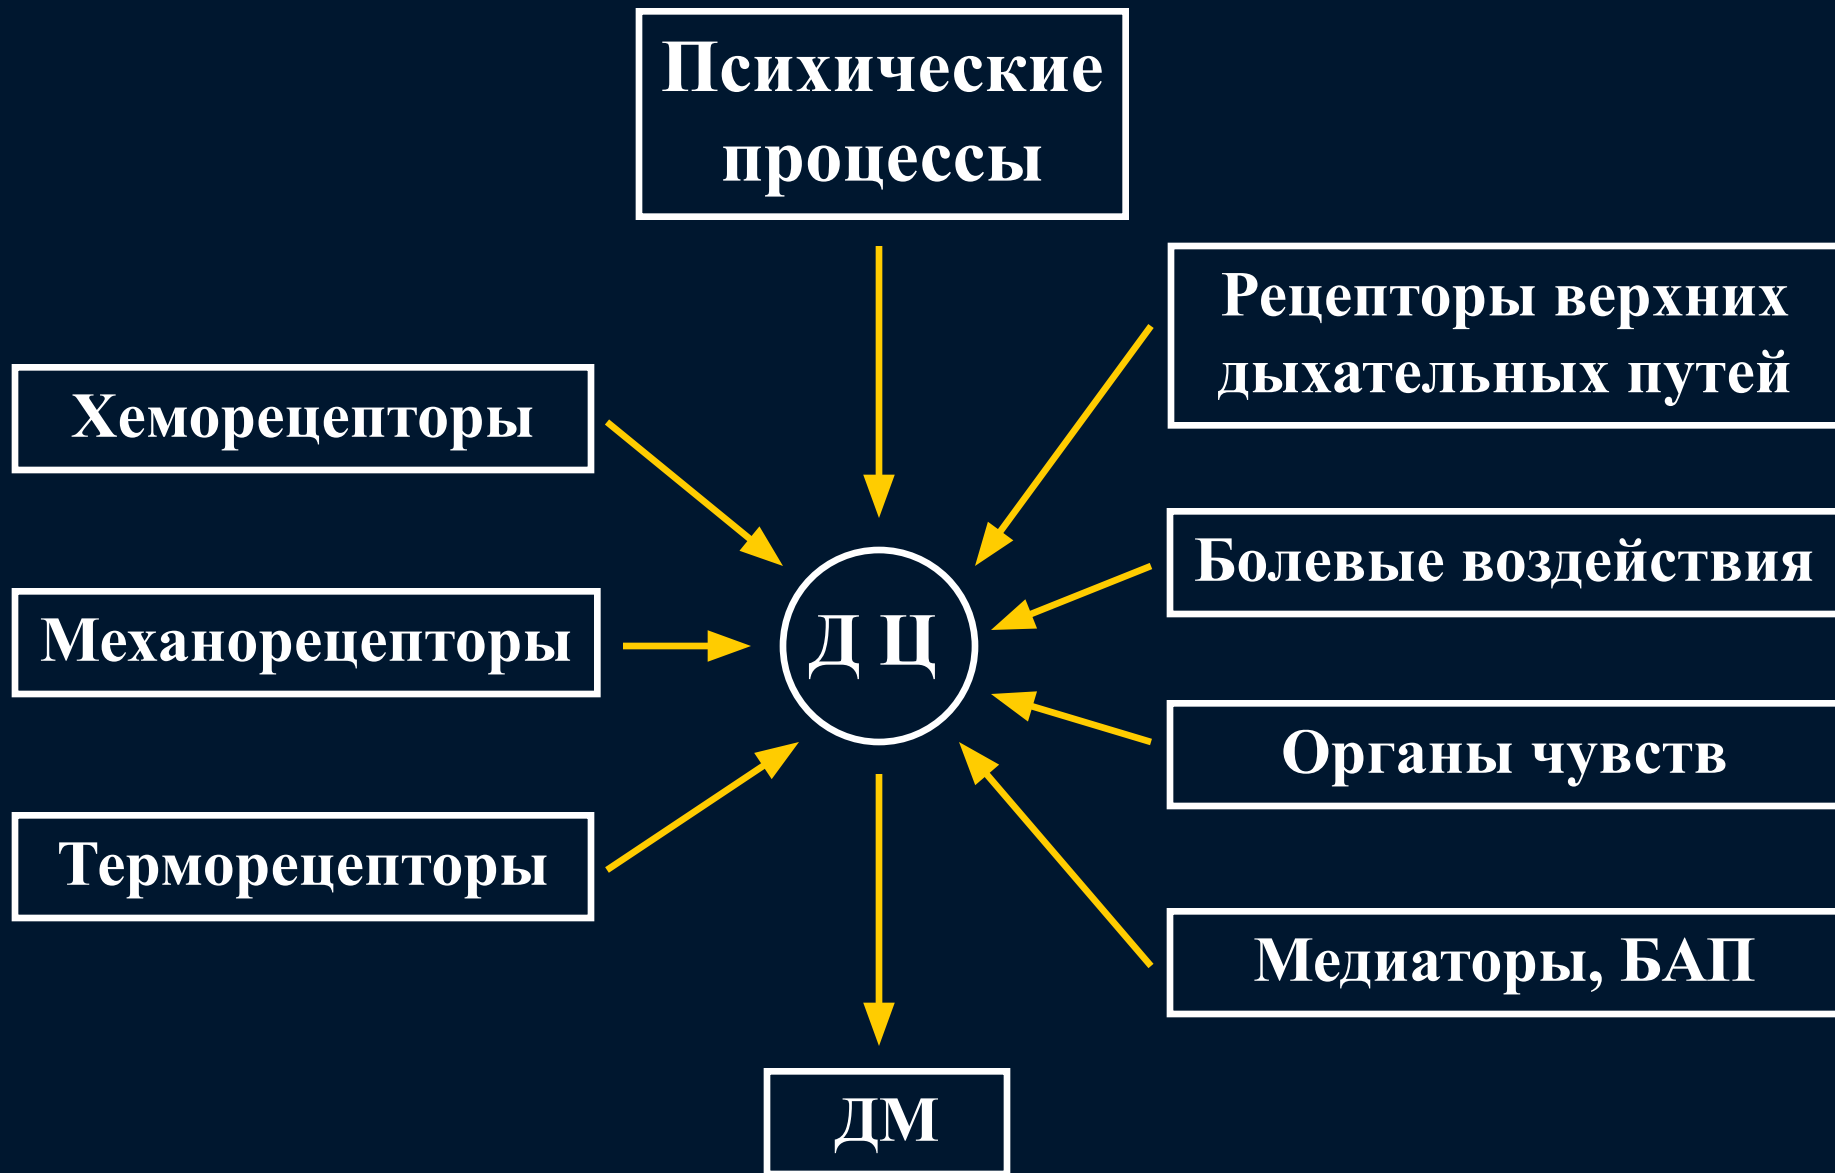 Психические
процессы
Рецепторы верхних
дыхательных путей
Хеморецепторы
Болевые воздействия
Механорецепторы
Д Ц
Органы чувств
Терморецепторы
Медиаторы, БАП
ДМ